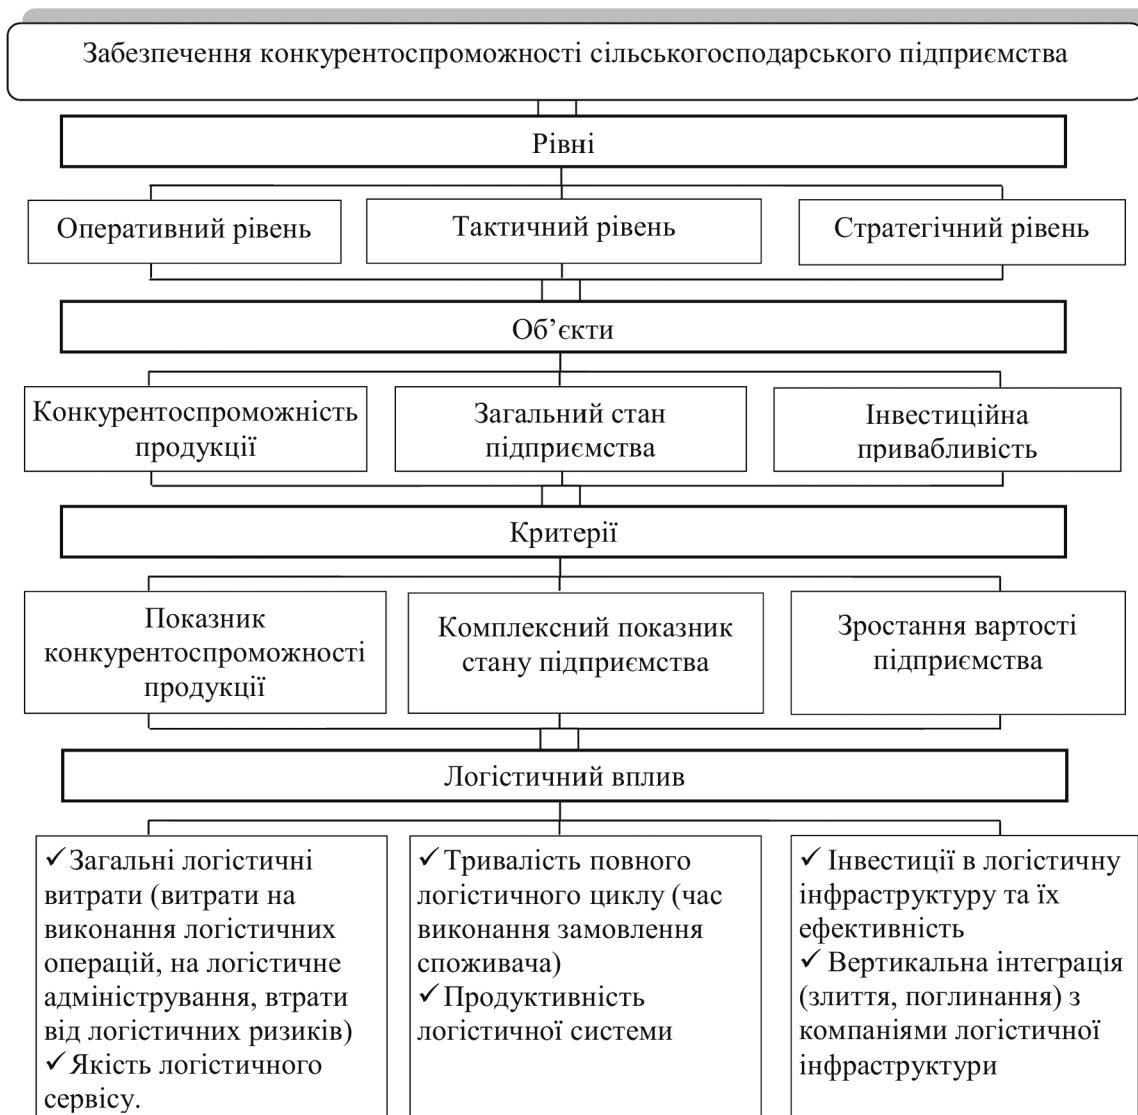 Забезпечення конкурентоспроможності сільськогосподарського підприємства
Рівні
Оперативний рівень
Тактичний рівень
Стратегічний рівень
Об’єкти
Конкурентоспроможність
продукції
Загальний стан
підприємства
Інвестиційна
привабливість
Критерії
Показник
конкурентоспроможності
продукції
Комплексний показник
стану підприємства
Зростання вартості
підприємства
Логістичний вплив
✓ Загальні логістичні
витрати (витрати на
виконання логістичних
операцій, на логістичне
адміністрування, втрати
від логістичних ризиків)
✓ Якість логістичного
сервісу.
✓ Тривалість повного
логістичного циклу (час
виконання замовлення
споживача)
✓ Продуктивність
логістичної системи
✓ Інвестиції в логістичну
інфраструктуру та їх
ефективність
✓ Вертикальна інтеграція
(злиття, поглинання) з
компаніями логістичної
інфраструктури